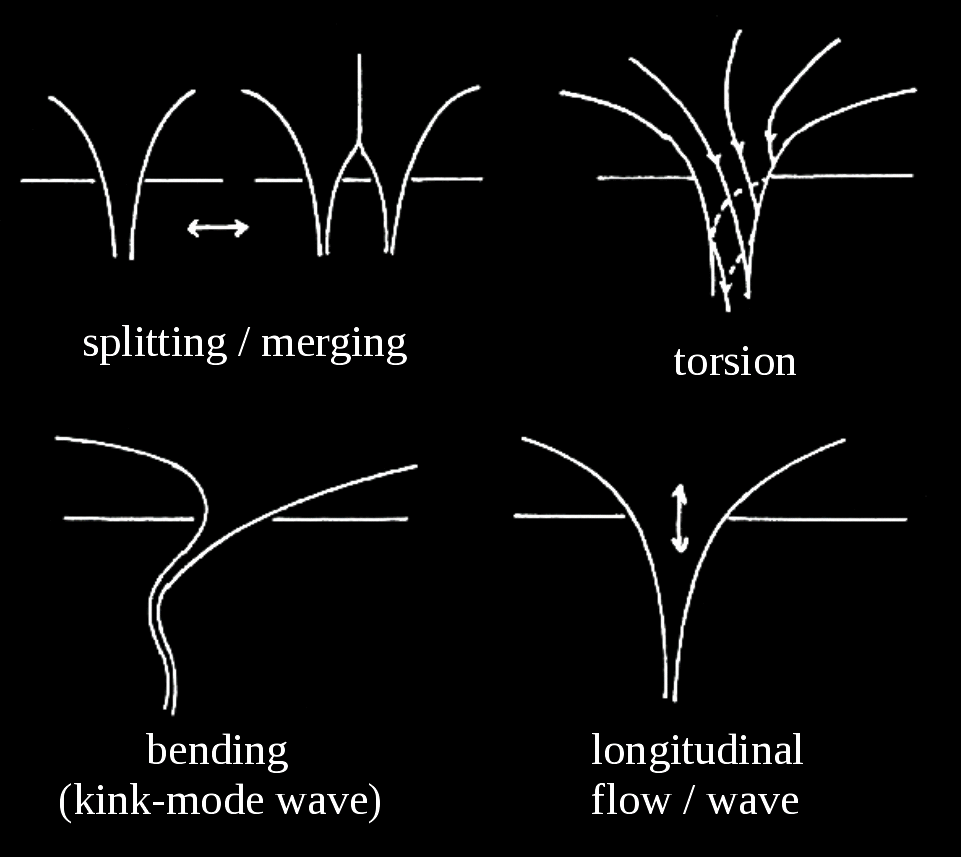 splitting / merging
torsion
bending
(kink-mode wave)
longitudinal
flow / wave